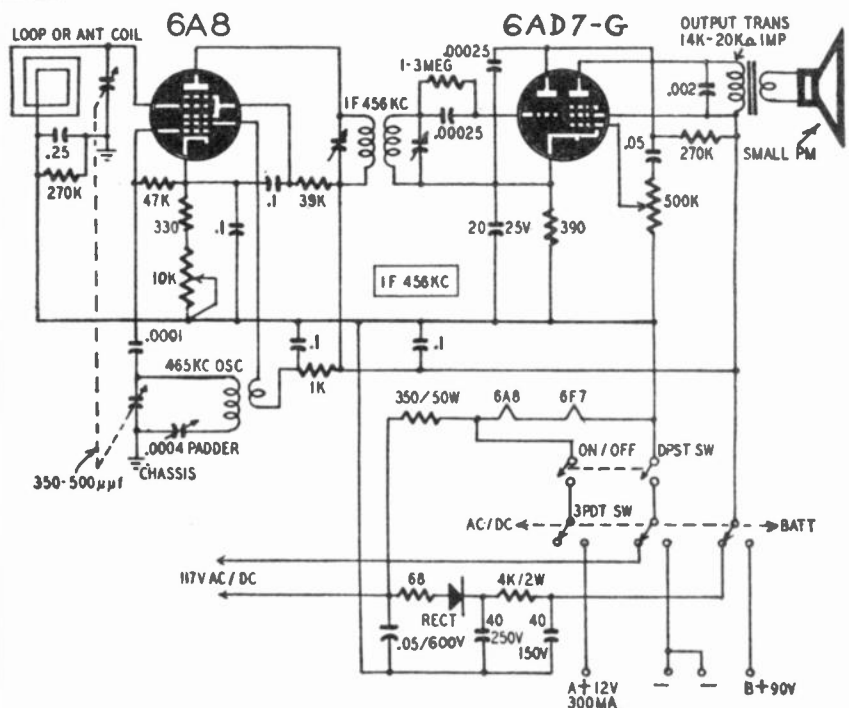 6A8
6AD7-G
OUTPUT TRANS
14K-20KΩ IMP
LOOP OR ANT COIL
.00025
1-3MEG
IF 456KC
.00025
.002
.25
270K
47K
.1
39K
330
.1
10K
20
25V
390
.05
270K
SMALL PM
500K
IF 456KC
.0001
465KC OSC
.1
1K
.1
.0004 PADDER
CHASSIS
350-500μμf
350/50W
6A8
6F7
ON/OFF
DPST SW
3PDT SW
AC/DC
BATT
117V AC/DC
68
RECT
4K/2W
.05/600V
40
250V
40
150V
A+12V
300MA
—
—
B+90V